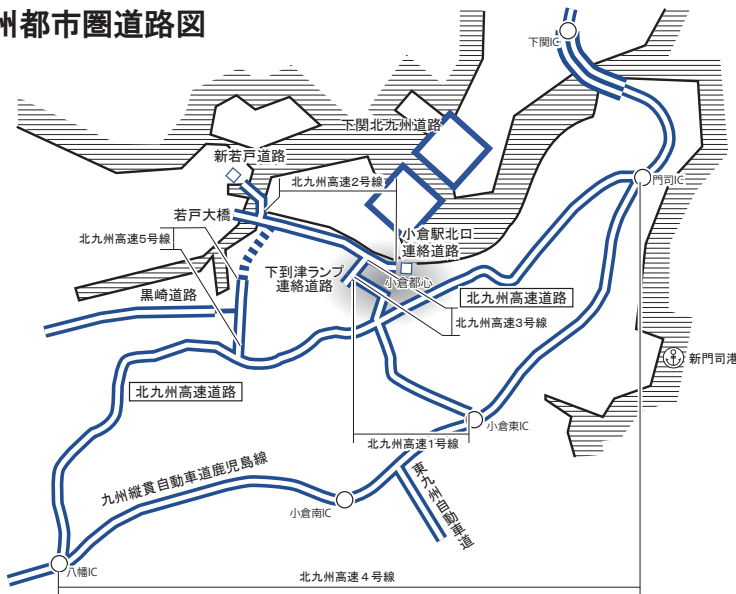 州都市圏道路図
下関IC
下関北九州道路
新若戸道路
北九州高速2号線
門司IC
若戸大橋
小倉駅北口
連絡道路
北九州高速5号線
下到津ランプ
連絡道路
小倉都心
黒崎道路
北九州高速道路
北九州高速3号線
新門司港
北九州高速道路
小倉東IC
北九州高速1号線
九州縦貫自動車道鹿児島線
東九州自動車道
小倉南IC
八幡IC
北九州高速4号線